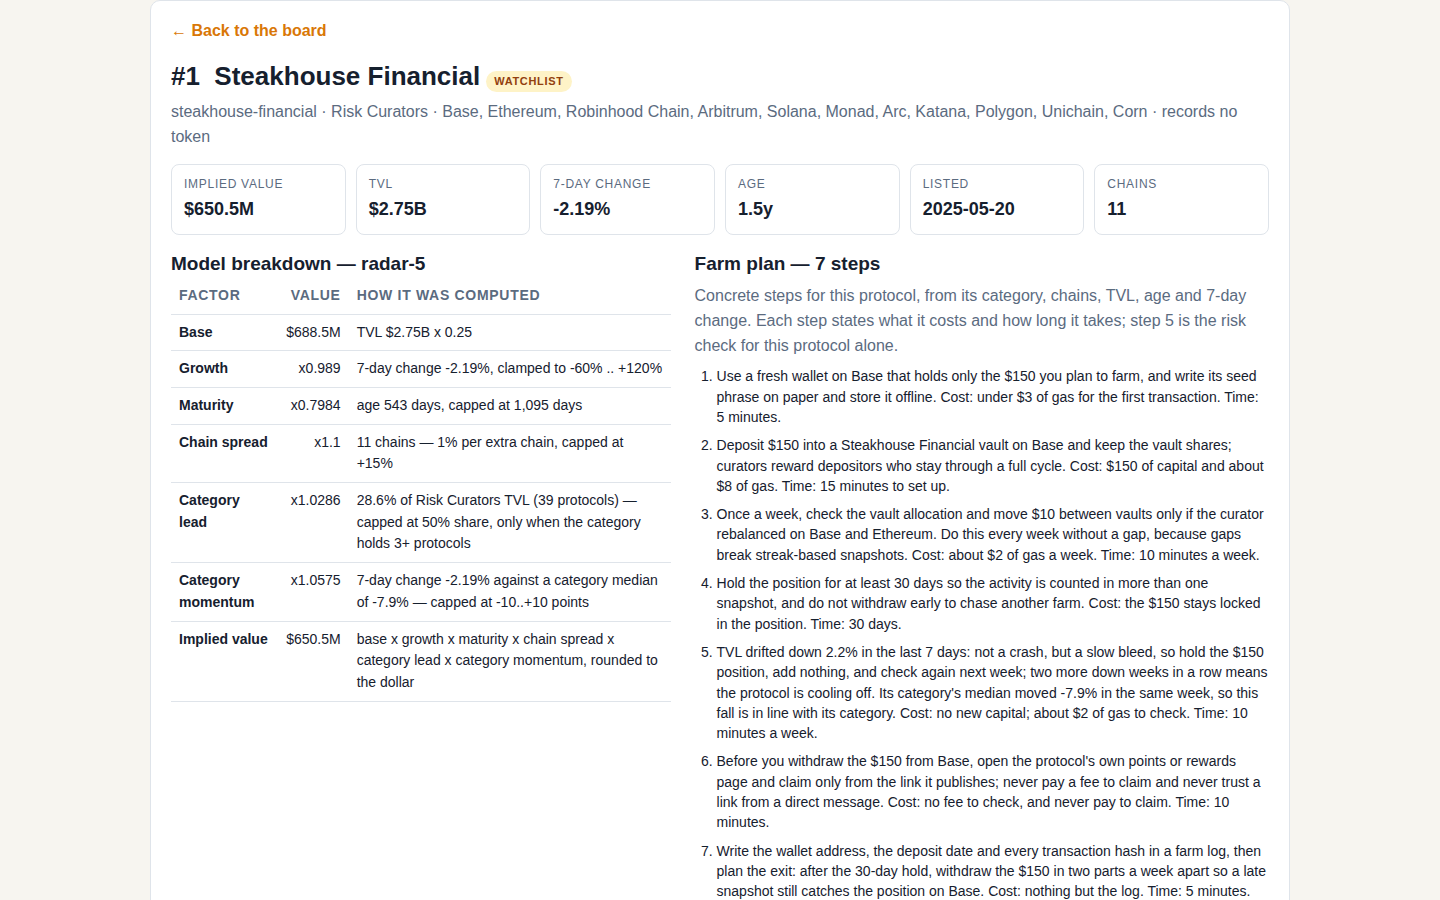 ← Back to the board
#1 Steakhouse Financial WATCHLIST
steakhouse-financial · Risk Curators · Base, Ethereum, Robinhood Chain, Arbitrum, Solana, Monad, Arc, Katana, Polygon, Unichain, Corn · records no
token
IMPLIED VALUE
$650.5M
TVL
$2.75B
7-DAY CHANGE
-2.19%
AGE
1.5y
LISTED
2025-05-20
CHAINS
11
Model breakdown — radar-5
FACTOR VALUE HOW IT WAS COMPUTED
Base $688.5M TVL $2.75B x 0.25
Growth x0.989 7-day change -2.19%, clamped to -60% .. +120%
Maturity x0.7984 age 543 days, capped at 1,095 days
Chain spread x1.1 11 chains — 1% per extra chain, capped at
+15%
Category x1.0286 28.6% of Risk Curators TVL (39 protocols) —
lead capped at 50% share, only when the category
holds 3+ protocols
Category x1.0575 7-day change -2.19% against a category median
momentum of -7.9% — capped at -10..+10 points
Implied value $650.5M base x growth x maturity x chain spread x
category lead x category momentum, rounded to
the dollar
Farm plan — 7 steps
Concrete steps for this protocol, from its category, chains, TVL, age and 7-day
change. Each step states what it costs and how long it takes; step 5 is the risk
check for this protocol alone.
1. Use a fresh wallet on Base that holds only the $150 you plan to farm, and write its seed
phrase on paper and store it offline. Cost: under $3 of gas for the first transaction. Time:
5 minutes.
2. Deposit $150 into a Steakhouse Financial vault on Base and keep the vault shares;
curators reward depositors who stay through a full cycle. Cost: $150 of capital and about
$8 of gas. Time: 15 minutes to set up.
3. Once a week, check the vault allocation and move $10 between vaults only if the curator
rebalanced on Base and Ethereum. Do this every week without a gap, because gaps
break streak-based snapshots. Cost: about $2 of gas a week. Time: 10 minutes a week.
4. Hold the position for at least 30 days so the activity is counted in more than one
snapshot, and do not withdraw early to chase another farm. Cost: the $150 stays locked
in the position. Time: 30 days.
5. TVL drifted down 2.2% in the last 7 days: not a crash, but a slow bleed, so hold the $150
position, add nothing, and check again next week; two more down weeks in a row means
the protocol is cooling off. Its category's median moved -7.9% in the same week, so this
fall is in line with its category. Cost: no new capital; about $2 of gas to check. Time: 10
minutes a week.
6. Before you withdraw the $150 from Base, open the protocol's own points or rewards
page and claim only from the link it publishes; never pay a fee to claim and never trust a
link from a direct message. Cost: no fee to check, and never pay to claim. Time: 10
minutes.
7. Write the wallet address, the deposit date and every transaction hash in a farm log, then
plan the exit: after the 30-day hold, withdraw the $150 in two parts a week apart so a late
snapshot still catches the position on Base. Cost: nothing but the log. Time: 5 minutes.